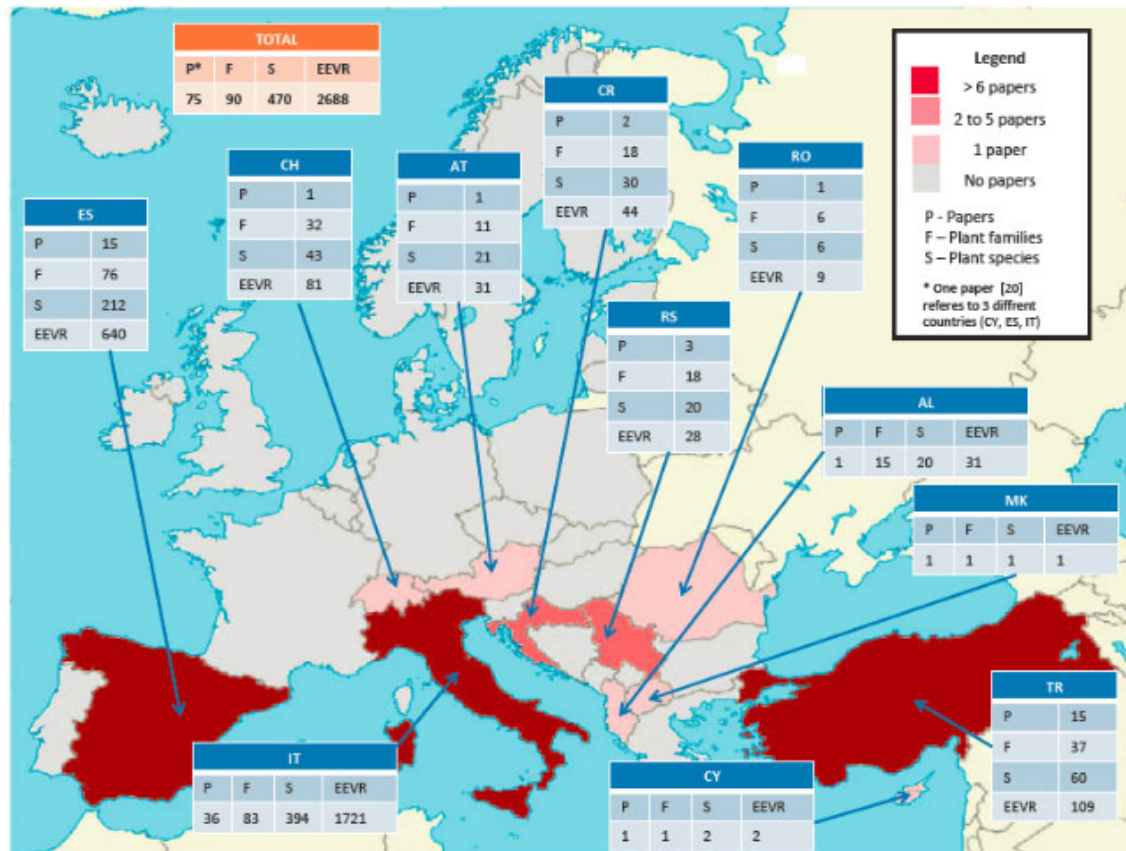 TOTAL
P* F S EEVR
75 90 470 2688
Legend
> 6 papers
2 to 5 papers
1 paper
No papers
P - Papers
F – Plant families
S – Plant species
* One paper [20]
referes to 3 diffrent
countries (CY, ES, IT)
CR
P 2
F 18
S 30
EEVR 44
CH
P 1
F 32
S 43
EEVR 81
AT
P 1
F 11
S 21
EEVR 31
RO
P 1
F 6
S 6
EEVR 9
ES
P 15
F 76
S 212
EEVR 640
RS
P 3
F 18
S 20
EEVR 28
AL
P F S EEVR
1 15 20 31
MK
P F S EEVR
1 1 1 1
TR
P 15
F 37
S 60
EEVR 109
IT
P F S EEVR
36 83 394 1721
CY
P F S EEVR
1 1 2 2